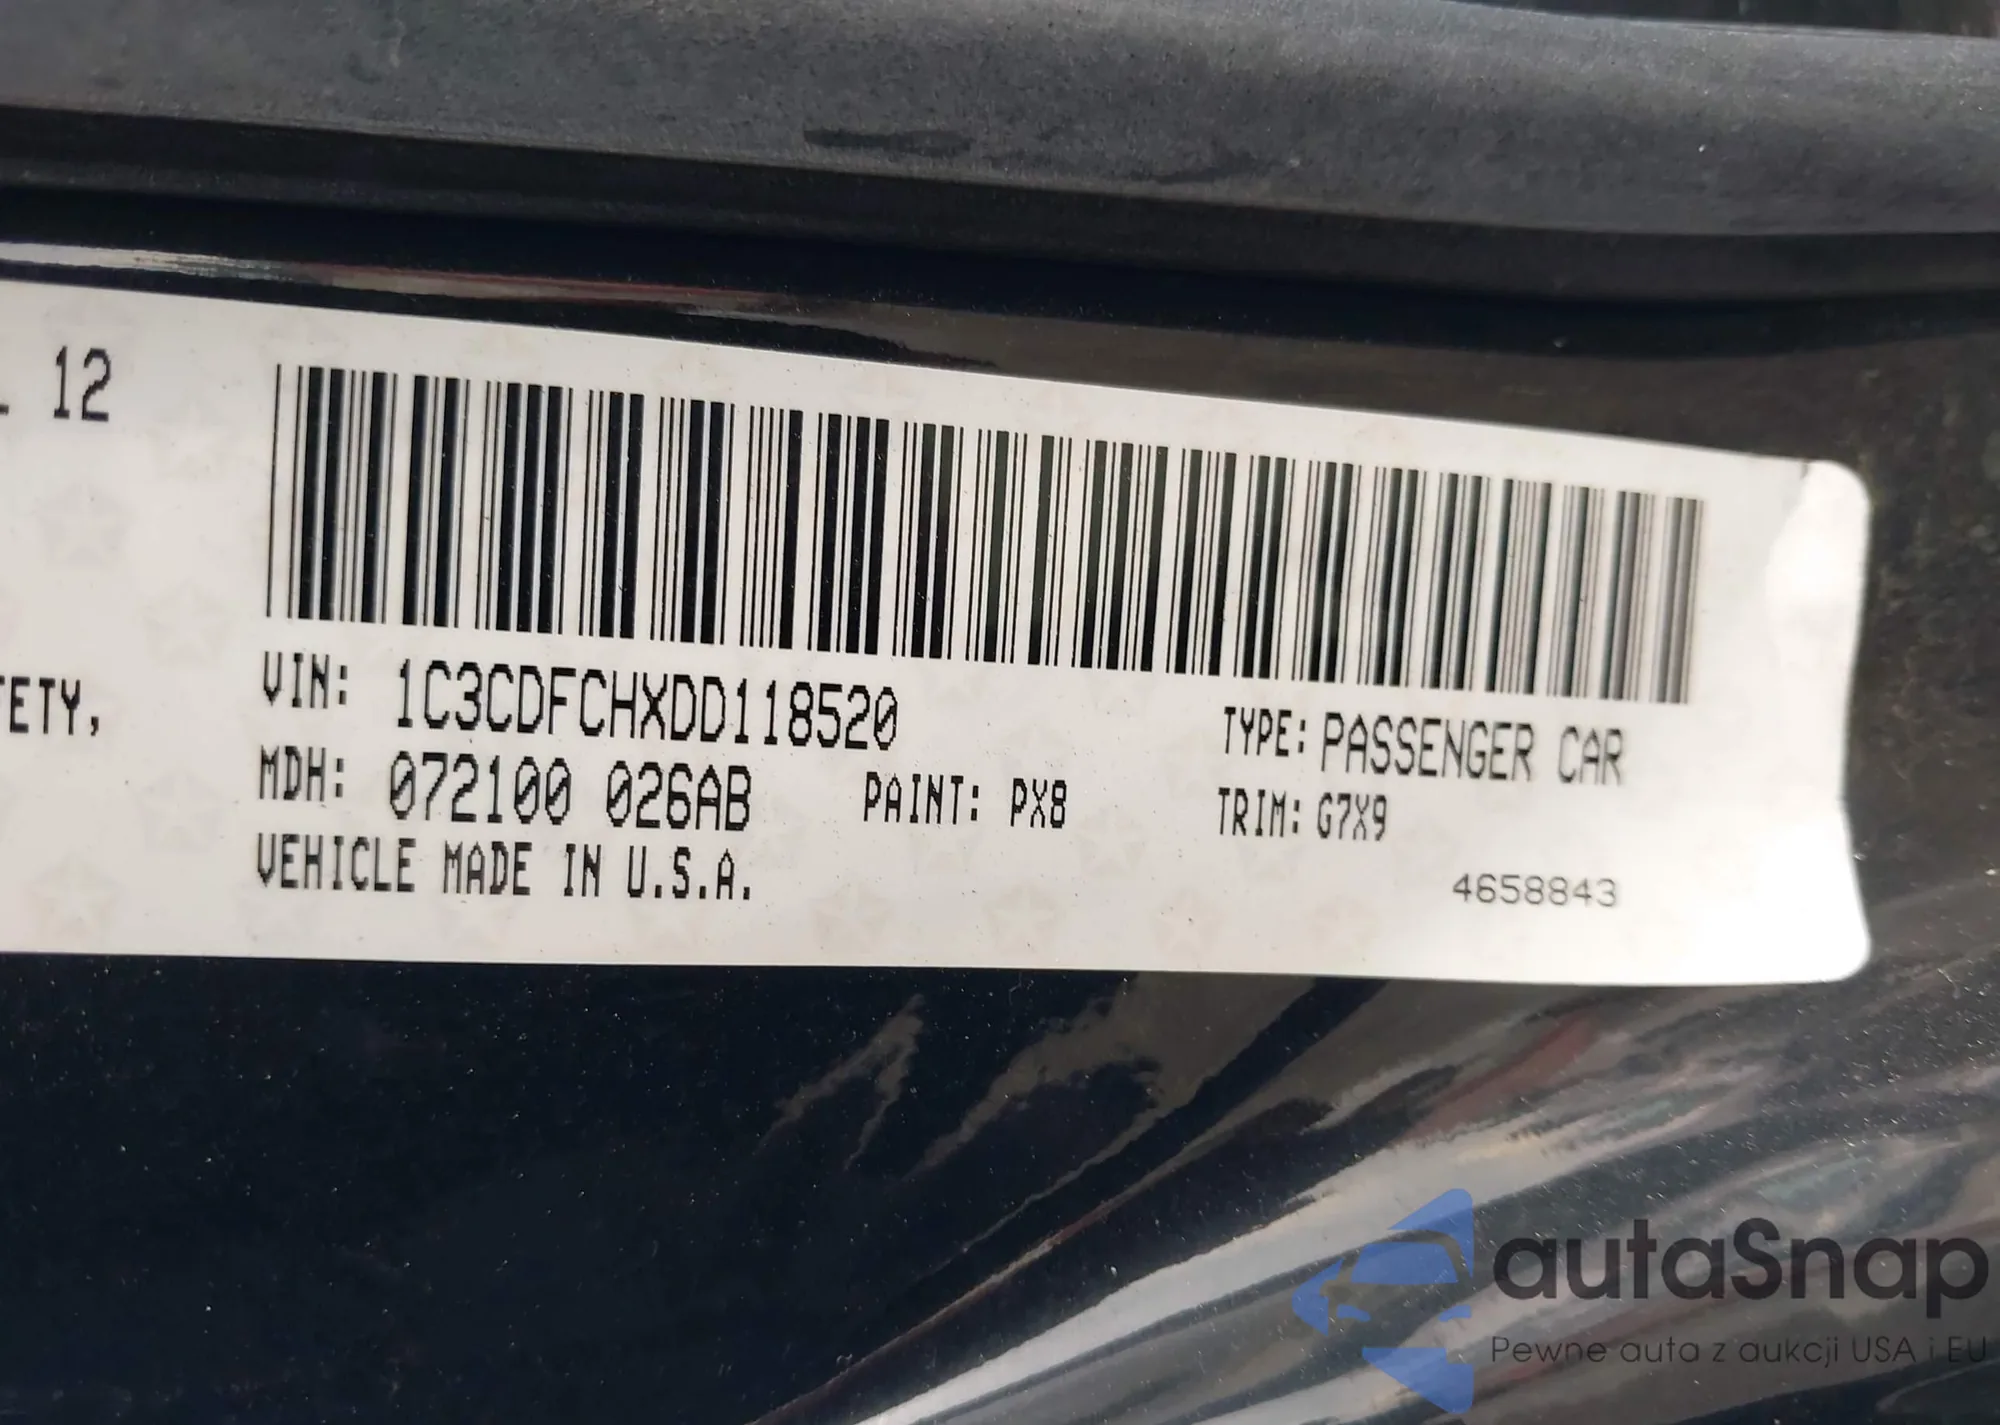 12
VIN: 1C3CDFCHXDD118520
TYPE: PASSENGER CAR
MDH: 072100 026AB
PAINT: PX8
TRIM: G7X9
VEHICLE MADE IN U.S.A.
4658843
autaSnap
Pewne auta z aukcji USA i EU